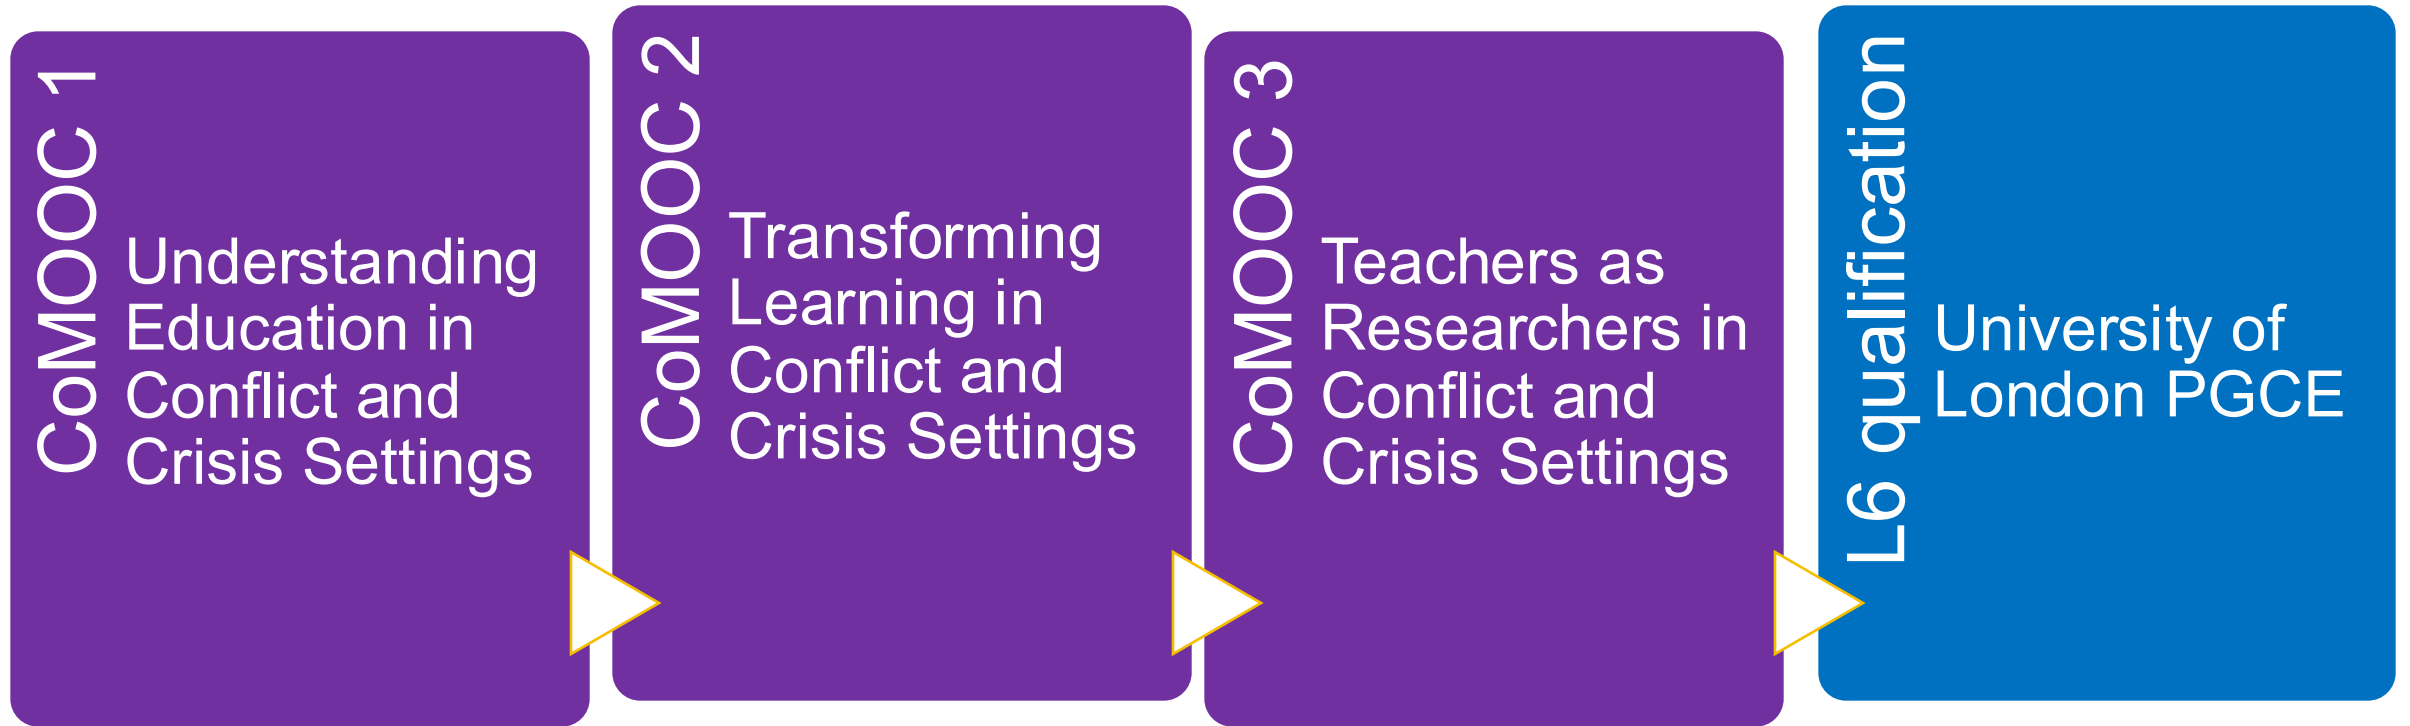 CoMOOC 1
Understanding
Education in
Conflict and
Crisis Settings
CoMOOC 2
Transforming
Learning in
Conflict and
Crisis Settings
CoMOOC 3
Teachers as
Researchers in
Conflict and
Crisis Settings
L6 qualification
University of
London PGCE